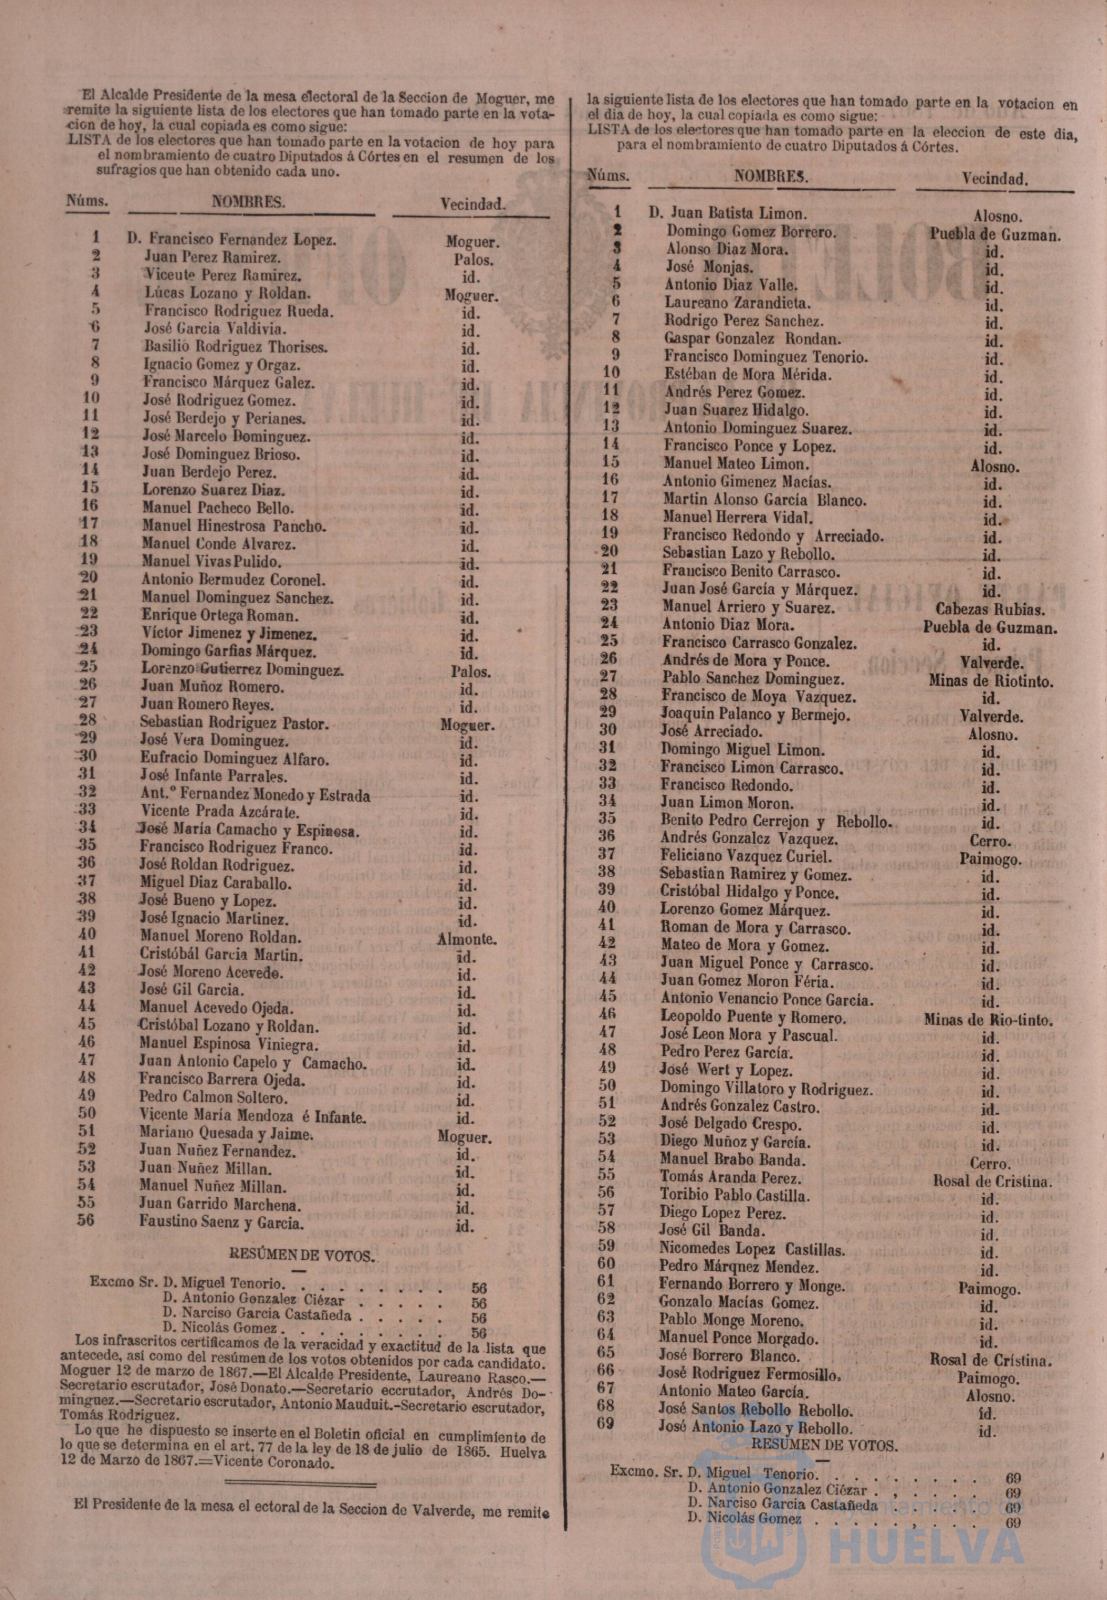 El Alcalde Presidente de la mesa electoral de la Seccion de Moguer, me
remite la siguiente lista de los electores que han tomado parte en la vota-
cion de hoy, la cual copiada es como sigue:
LISTA de los electores que han tomado parte en la votacion de hoy para
el nombramiento de cuatro Diputados á Córtes en el resumen de los
sufragios que han obtenido cada uno.
Núms. NOMBRES. Vecindad.
1 D. Francisco Fernandez Lopez. Moguer.
2 Juan Perez Ramirez. Palos.
3 Viceute Perez Ramirez. id.
4 Lúcas Lozano y Roldan. Moguer.
5 Francisco Rodriguez Rueda. id.
6 José Garcia Valdivia. id.
7 Basilio Rodriguez Thorises. id.
8 Ignacio Gomez y Orgaz. id.
9 Francisco Márquez Galez. id.
10 José Rodriguez Gomez. id.
11 José Berdejo y Perianes. id.
12 José Marcelo Dominguez. id.
13 José Dominguez Brioso. id.
14 Juan Berdejo Perez. id.
15 Lorenzo Suarez Diaz. id.
16 Manuel Pacheco Bello. id.
17 Manuel Hinestrosa Pancho. id.
18 Manuel Conde Alvarez. id.
19 Manuel Vivas Pulido. id.
20 Antonio Bermudez Coronel. id.
21 Manuel Dominguez Sanchez. id.
22 Enrique Ortega Roman. id.
23 Víctor Jimenez y Jimenez. id.
24 Domingo Garfias Márquez. id.
25 Lorenzo Gutierrez Dominguez. Palos.
26 Juan Muñoz Romero. id.
27 Juan Romero Reyes. id.
28 Sebastian Rodriguez Pastor. Moguer.
29 José Vera Dominguez. id.
30 Eufracio Dominguez Alfaro. id.
31 José Infante Parrales. id.
32 Ant.º Fernandez Monedo y Estrada id.
33 Vicente Prada Azcárate. id.
34 José María Camacho y Espinosa. id.
35 Francisco Rodriguez Franco. id.
36 José Roldan Rodriguez. id.
37 Miguel Diaz Caraballo. id.
38 José Bueno y Lopez. id.
39 José Ignacio Martinez. id.
40 Manuel Moreno Roldan. Almonte.
41 Cristóbál Garcia Martin. id.
42 José Moreno Acevedo. id.
43 José Gil Garcia. id.
44 Manuel Acevedo Ojeda. id.
45 Cristóbal Lozano y Roldan. id.
46 Manuel Espinosa Viniegra. id.
47 Juan Antonio Capelo y Camacho. id.
48 Francisco Barrera Ojeda. id.
49 Pedro Calmon Soltero. id.
50 Vicente María Mendoza é Infante. id.
51 Mariano Quesada y Jaime. Moguer.
52 Juan Nuñez Fernandez. id.
53 Juan Nuñez Millan. id.
54 Manuel Nuñez Millan. id.
55 Juan Garrido Marchena. id.
56 Faustino Saenz y Garcia. id.
RESÚMEN DE VOTOS.
Excmo Sr. D. Miguel Tenorio. . . . . . . . . 56
D. Antonio Gonzalez Ciézar . . . . . 56
D. Narciso Garcia Castañeda . . . . . 56
D. Nicolás Gomez . . . . . . . . . 56
Los infrascritos certificamos de la veracidad y exactitud de la lista que
antecede, así como del resúmen de los votos obtenidos por cada candidato.
Moguer 12 de marzo de 1867.—El Alcalde Presidente, Laureano Rasco.—
Secretario escrutador, José Donato.—Secretario eccrutador, Andrés Do-
minguez.—Secretario escrutador, Antonio Mauduit.-Secretario escrutador,
Tomás Rodriguez.
Lo que he dispuesto se inserte en el Boletin oficial en cumplimiento de
lo que se determina en el art. 77 de la ley de 18 de julio de 1865. Huelva
12 de Marzo de 1867.=Vicente Coronado.
El Presidente de la mesa el ectoral de la Seccion de Valverde, me remite
la siguiente lista de los electores que han tomado parte en la votacion en
el dia de hoy, la cual copiada es como sigue:
LISTA de los electores que han tomado parte en la eleccion de este dia,
para el nombramiento de cuatro Diputados á Córtes.
Núms. NOMBRES. Vecindad.
1 D. Juan Batista Limon. Alosno.
2 Domingo Gomez Borrero. Puebla de Guzman.
3 Alonso Diaz Mora. id.
4 José Monjas. id.
5 Antonio Diaz Valle. id.
6 Laureano Zarandieta. id.
7 Rodrigo Perez Sanchez. id.
8 Gaspar Gonzalez Rondan. id.
9 Francisco Dominguez Tenorio. id.
10 Estéban de Mora Mérida. id.
11 Andrés Perez Gomez. id.
12 Juan Suarez Hidalgo. id.
13 Antonio Dominguez Suarez. id.
14 Francisco Ponce y Lopez. id.
15 Manuel Mateo Limon. Alosno.
16 Antonio Gimenez Macías. id.
17 Martin Alonso García Blanco. id.
18 Manuel Herrera Vidal. id.
19 Francisco Redondo y Arreciado. id.
20 Sebastian Lazo y Rebollo. id.
21 Francisco Benito Carrasco. id.
22 Juan José García y Márquez. id.
23 Manuel Arriero y Suarez. Cabezas Rubias.
24 Antonio Diaz Mora. Puebla de Guzman.
25 Francisco Carrasco Gonzalez. id.
26 Andrés de Mora y Ponce. Valverde.
27 Pablo Sanchez Dominguez. Minas de Riotinto.
28 Francisco de Moya Vazquez. id.
29 Joaquin Palanco y Bermejo. Valverde.
30 José Arreciado. Alosno.
31 Domingo Miguel Limon. id.
32 Francisco Limon Carrasco. id.
33 Francisco Redondo. id.
34 Juan Limon Moron. id.
35 Benito Pedro Cerrejon y Rebollo. id.
36 Andrés Gonzalcz Vazquez. Cerro.
37 Feliciano Vazquez Curiel. Paimogo.
38 Sebastian Ramirez y Gomez. id.
39 Cristóbal Hidalgo y Ponce. id.
40 Lorenzo Gomez Márquez. id.
41 Roman de Mora y Carrasco. id.
42 Mateo de Mora y Gomez. id.
43 Juan Miguel Ponce y Carrasco. id.
44 Juan Gomez Moron Féria. id.
45 Antonio Venancio Ponce García. id.
46 Leopoldo Puente y Romero. Minas de Rio-tinto.
47 José Leon Mora y Pascual. id.
48 Pedro Perez García. id.
49 José Wert y Lopez. id.
50 Domingo Villatoro y Rodriguez. id.
51 Andrés Gonzalez Castro. id.
52 José Delgado Crespo. id.
53 Diego Muñoz y García. id.
54 Manuel Brabo Banda. Cerro.
55 Tomás Aranda Perez. Rosal de Cristina.
56 Toribio Pablo Castilla. id.
57 Diego Lopez Perez. id.
58 José Gil Banda. id.
59 Nicomedes Lopez Castillas. id.
60 Pedro Márqnez Mendez. id.
61 Fernando Borrero y Monge. Paimogo.
62 Gonzalo Macías Gomez. id.
63 Pablo Monge Moreno. id.
64 Manuel Ponce Morgado. id.
65 José Borrero Blanco. Rosal de Crístina.
66 José Rodriguez Fermosillo. Paimogo.
67 Antonio Mateo García. Alosno.
68 José Santos Rebollo Rebollo. id.
69 José Antonio Lazo y Rebollo. id.
RESÚMEN DE VOTOS.
Excmo. Sr. D. Miguel Tenorio. . . . . . . . . 69
D. Antonio Gonzalez Ciézar . , . . . . 69
D. Narciso Garcia Castañeda . . . . . 69
D. Nicolás Gomez . . . . . , . . . 69
HUELVA